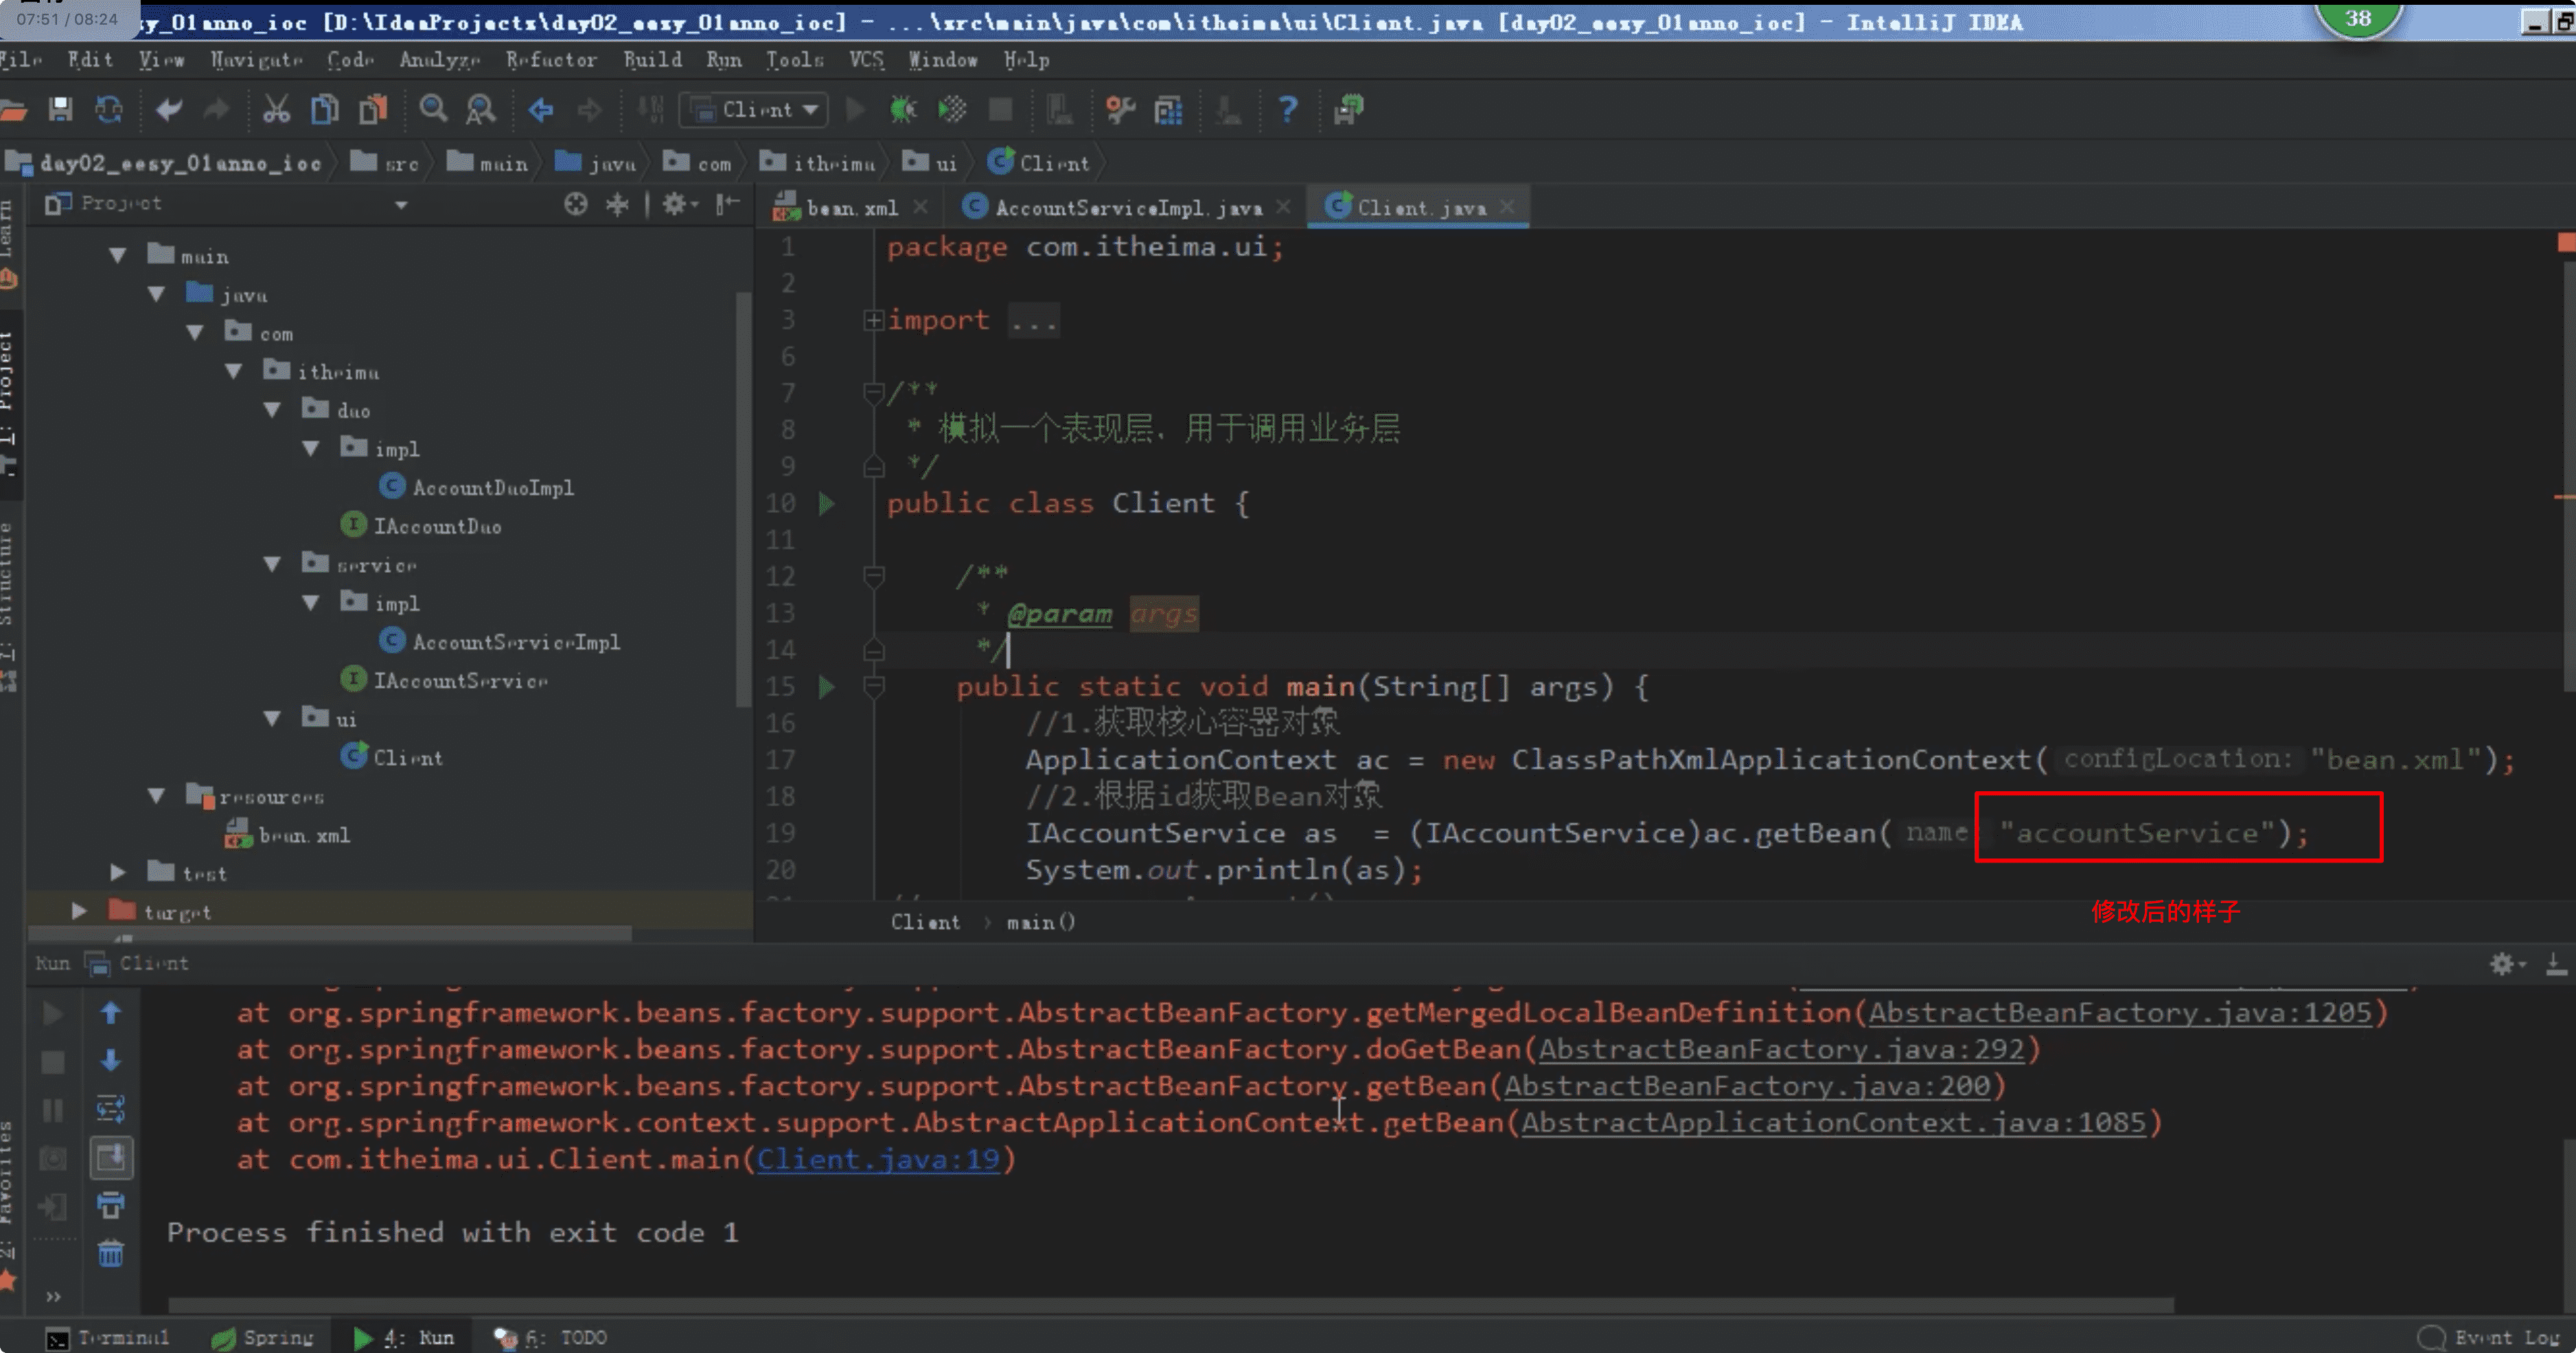 07:51 / 08:24
y_01anno_ioc [D:\IdeaProjects\day02_eesy_01anno_ioc] - ...\src\main\java\com\itheima\ui\Client.java [day02_eesy_01anno_ioc] - IntelliJ IDEA
38
File Edit View Navigate Code Analyze Refactor Build Run Tools VCS Window Help
Client
day02_eesy_01anno_ioc src main java com itheima ui Client
Project
bean.xml AccountServiceImpl.java Client.java
Learn
1: Project
7: Structure
2: Favorites
main
java
com
itheima
dao
impl
AccountDaoImpl
IAccountDao
service
impl
AccountServiceImpl
IAccountService
ui
Client
resources
bean.xml
test
target
1 package com.itheima.ui;
2
3 import ...
6
7 /**
8 * 模拟一个表现层，用于调用业务层
9 */
10 public class Client {
11
12 /**
13 * @param args
14 */
15 public static void main(String[] args) {
16 //1.获取核心容器对象
17 ApplicationContext ac = new ClassPathXmlApplicationContext( configLocation: "bean.xml");
18 //2.根据id获取Bean对象
19 IAccountService as = (IAccountService)ac.getBean( name "accountService");
20 System.out.println(as);
修改后的样子
Client › main()
Run Client
at org.springframework.beans.factory.support.AbstractBeanFactory.getMergedLocalBeanDefinition(AbstractBeanFactory.java:1205)
at org.springframework.beans.factory.support.AbstractBeanFactory.doGetBean(AbstractBeanFactory.java:292)
at org.springframework.beans.factory.support.AbstractBeanFactory.getBean(AbstractBeanFactory.java:200)
at org.springframework.context.support.AbstractApplicationContext.getBean(AbstractApplicationContext.java:1085)
at com.itheima.ui.Client.main(Client.java:19)
Process finished with exit code 1
Terminal Spring 4: Run 6: TODO Event Log